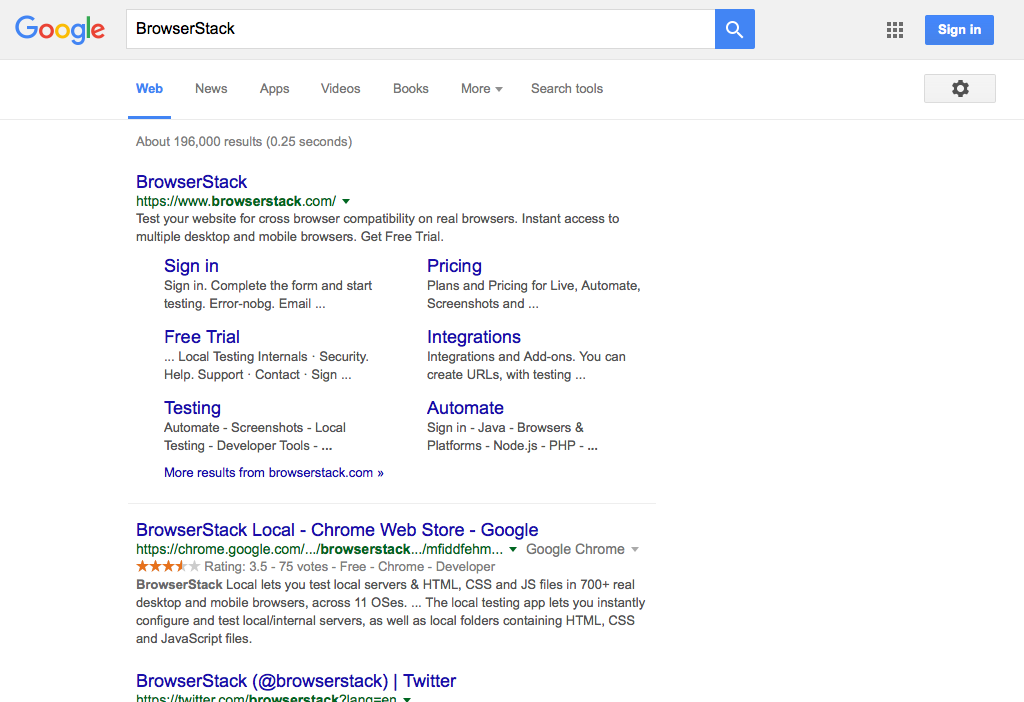 Google
BrowserStack
Sign in
Web News Apps Videos Books More Search tools
About 196,000 results (0.25 seconds)
BrowserStack
https://www.browserstack.com/
Test your website for cross browser compatibility on real browsers. Instant access to
multiple desktop and mobile browsers. Get Free Trial.
Sign in
Sign in. Complete the form and start
testing. Error-nobg. Email ...
Pricing
Plans and Pricing for Live, Automate,
Screenshots and ...
Free Trial
... Local Testing Internals · Security.
Help. Support · Contact · Sign ...
Integrations
Integrations and Add-ons. You can
create URLs, with testing ...
Testing
Automate - Screenshots - Local
Testing - Developer Tools - ...
Automate
Sign in - Java - Browsers &
Platforms - Node.js - PHP - ...
More results from browserstack.com »
BrowserStack Local - Chrome Web Store - Google
https://chrome.google.com/.../browserstack.../mfiddfehm... Google Chrome
Rating: 3.5 - 75 votes - Free - Chrome - Developer
BrowserStack Local lets you test local servers & HTML, CSS and JS files in 700+ real
desktop and mobile browsers, across 11 OSes. ... The local testing app lets you instantly
configure and test local/internal servers, as well as local folders containing HTML, CSS
and JavaScript files.
BrowserStack (@browserstack) | Twitter
https://twitter.com/browserstack?lang=en